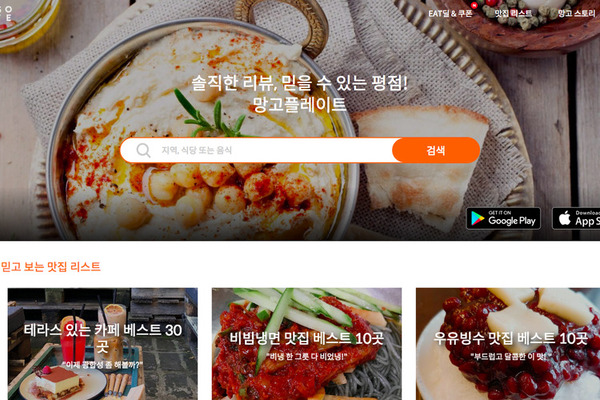 EAT딜 & 쿠폰 맛집 리스트 망고 스토리
솔직한 리뷰, 믿을 수 있는 평점!
망고플레이트
지역, 식당 또는 음식 검색
GET IT ON
Google Play
Download
App S
믿고 보는 맛집 리스트
테라스 있는 카페 베스트 30
곳
"이제 광합성 좀 해볼까?"
비빔냉면 맛집 베스트 10곳
"비냉 한 그릇 다 비었냉!"
우유빙수 맛집 베스트 10곳
"부드럽고 달콤한 이 맛!